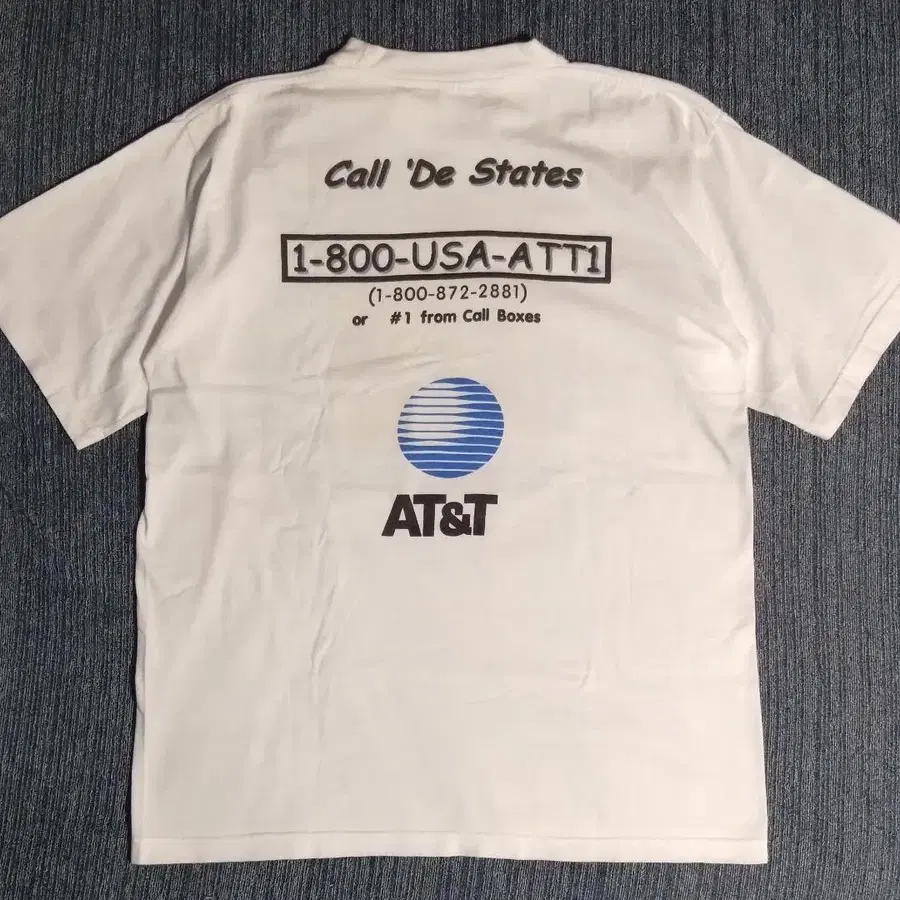 Call 'De States
1-800-USA-ATT1
(1-800-872-2881)
or #1 from Call Boxes
AT&T